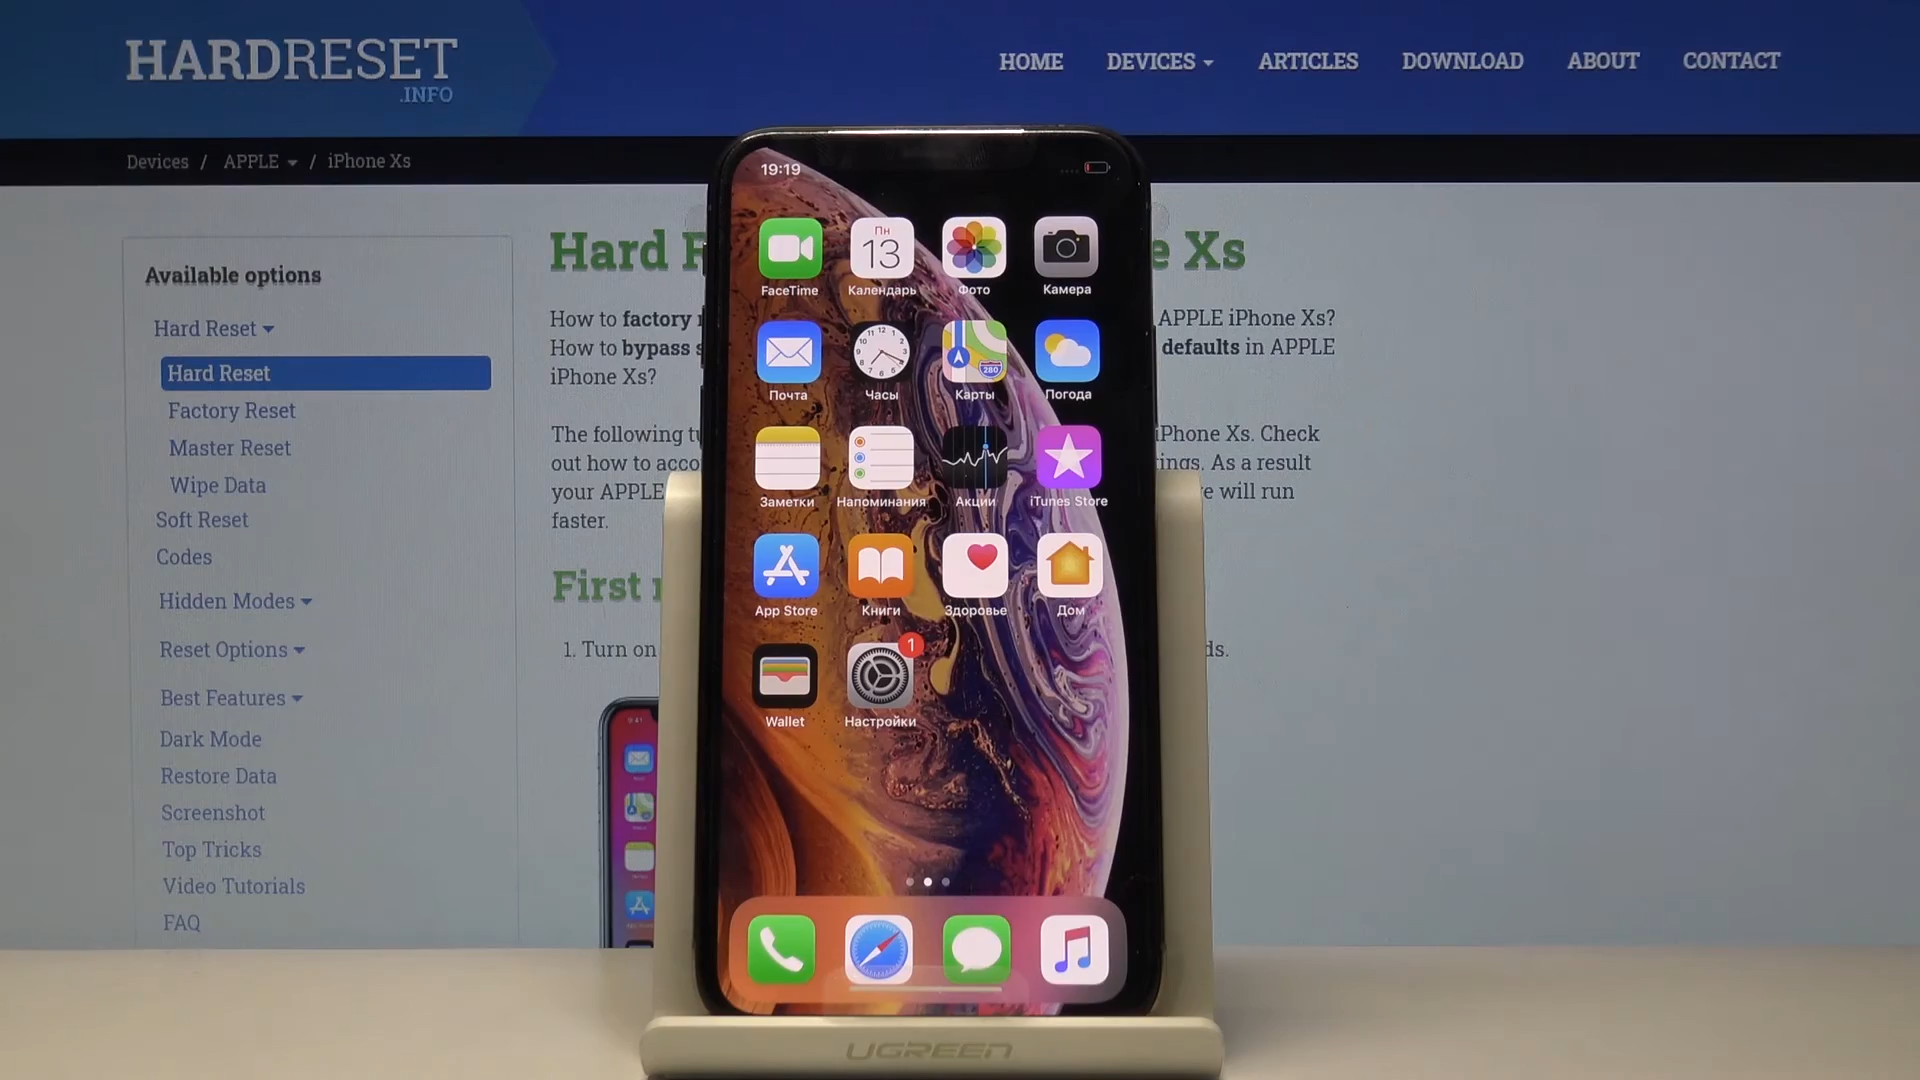 HARDRESET
.INFO
HOME DEVICES ARTICLES DOWNLOAD ABOUT CONTACT
Devices / APPLE / iPhone Xs
Available options
Hard Reset
Hard Reset
Factory Reset
Master Reset
Wipe Data
Soft Reset
Codes
Hidden Modes
Reset Options
Best Features
Dark Mode
Restore Data
Screenshot
Top Tricks
Video Tutorials
FAQ
Hard Xs
How to factory APPLE iPhone Xs?
How to bypass defaults in APPLE
iPhone Xs?
The following iPhone Xs. Check
out how to As a result
your APPLE will run
faster.
First
1. Turn on
19:19
Пн
13
FaceTime Календарь Фото Камера
280
Почта Часы Карты Погода
Заметки Напоминания Акции iTunes Store
App Store Книги Здоровье Дом
1
Wallet Настройки
UGREEN